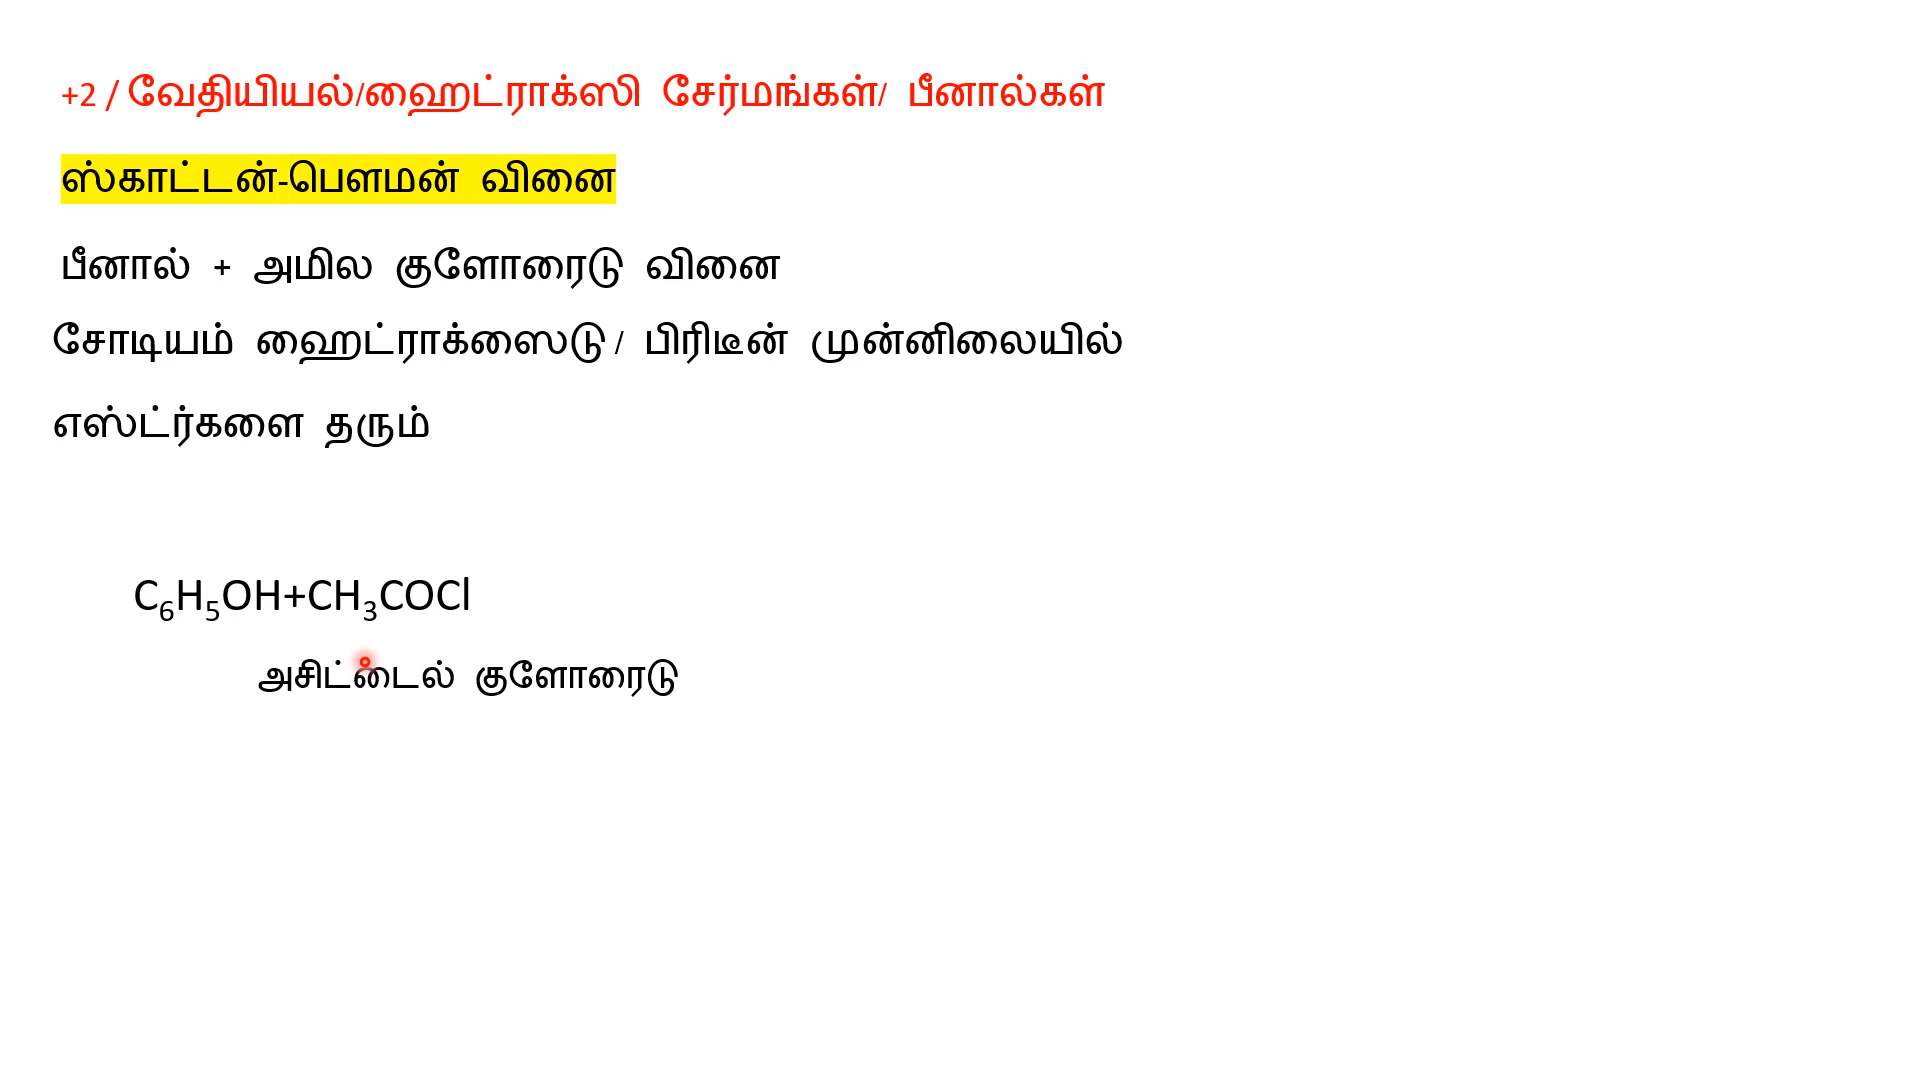 +2 / வேதியியல்/ஹைட்ராக்ஸி சேர்மங்கள்/ பீனால்கள்
ஸ்காட்டன்-பௌமன் வினை
பீனால் + அமில குளோரைடு வினை
சோடியம் ஹைட்ராக்ஸைடு / பிரிடீன் முன்னிலையில்
எஸ்ட்ர்களை தரும்
C₆H₅OH+CH₃COCl
அசிட்டைல் குளோரைடு